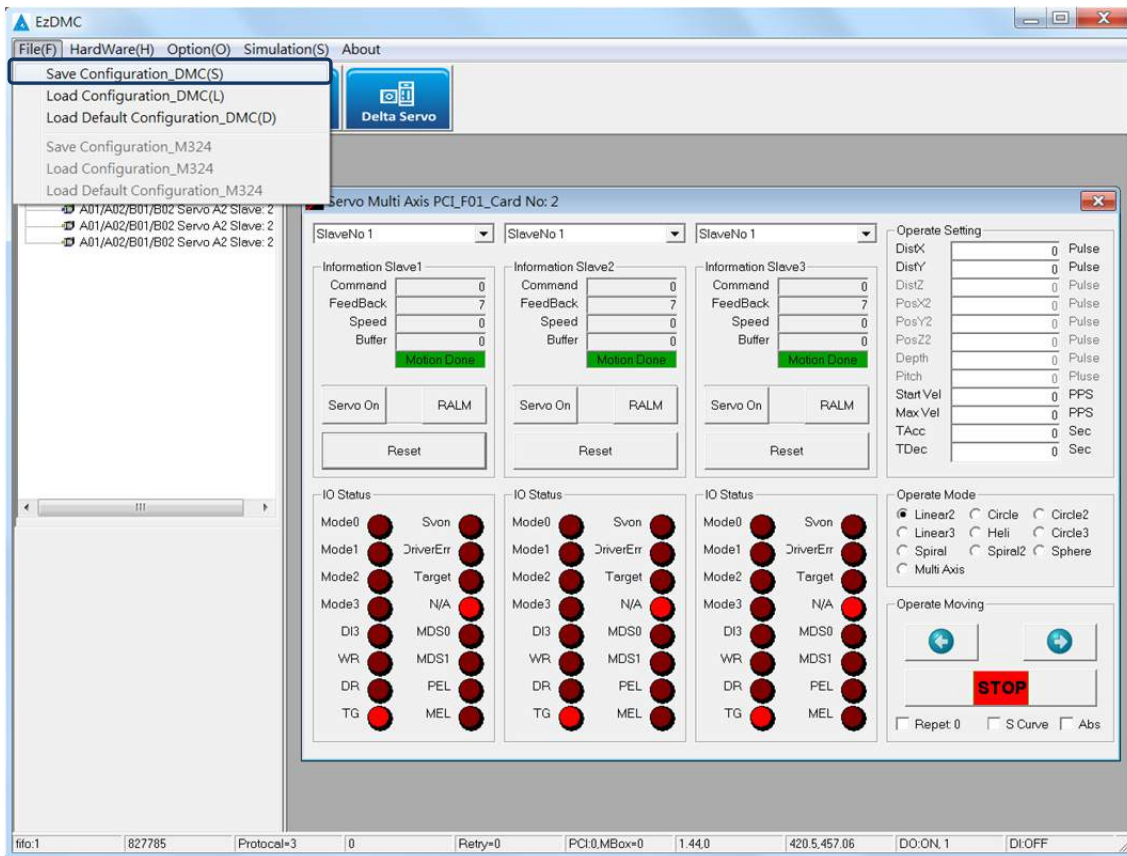 EzDMC
File(F) HardWare(H) Option(O) Simulation(S) About
Save Configuration_DMC(S)
Load Configuration_DMC(L)
Load Default Configuration_DMC(D)
Save Configuration_M324
Load Configuration_M324
Load Default Configuration_M324
Delta Servo
A01/A02/B01/B02 Servo A2 Slave: 2
A01/A02/B01/B02 Servo A2 Slave: 2
A01/A02/B01/B02 Servo A2 Slave: 2
Servo Multi Axis PCI_F01_Card No: 2
SlaveNo 1 SlaveNo 1 SlaveNo 1
Information Slave1
Command 0
FeedBack 7
Speed 0
Buffer 0
Motion Done
Servo On RALM
Reset
Information Slave2
Command 0
FeedBack 7
Speed 0
Buffer 0
Motion Done
Servo On RALM
Reset
Information Slave3
Command 0
FeedBack 7
Speed 0
Buffer 0
Motion Done
Servo On RALM
Reset
Operate Setting
DistX 0 Pulse
DistY 0 Pulse
DistZ 0 Pulse
PosX2 0 Pulse
PosY2 0 Pulse
PosZ2 0 Pulse
Depth 0 Pulse
Pitch 0 Pluse
Start Vel 0 PPS
Max Vel 0 PPS
TAcc 0 Sec
TDec 0 Sec
IO Status
Mode0 Svon
Mode1 DriverErr
Mode2 Target
Mode3 N/A
DI3 MDS0
WR MDS1
DR PEL
TG MEL
IO Status
Mode0 Svon
Mode1 DriverErr
Mode2 Target
Mode3 N/A
DI3 MDS0
WR MDS1
DR PEL
TG MEL
IO Status
Mode0 Svon
Mode1 DriverErr
Mode2 Target
Mode3 N/A
DI3 MDS0
WR MDS1
DR PEL
TG MEL
Operate Mode
Linear2 Circle Circle2
Linear3 Heli Circle3
Spiral Spiral2 Sphere
Multi Axis
Operate Moving
STOP
Repet: 0 S Curve Abs
fifo:1 827785 Protocal=3 0 Retry=0 PCI:0,MBox=0 1.44,0 420.5,457.06 DO:ON, 1 DI:OFF